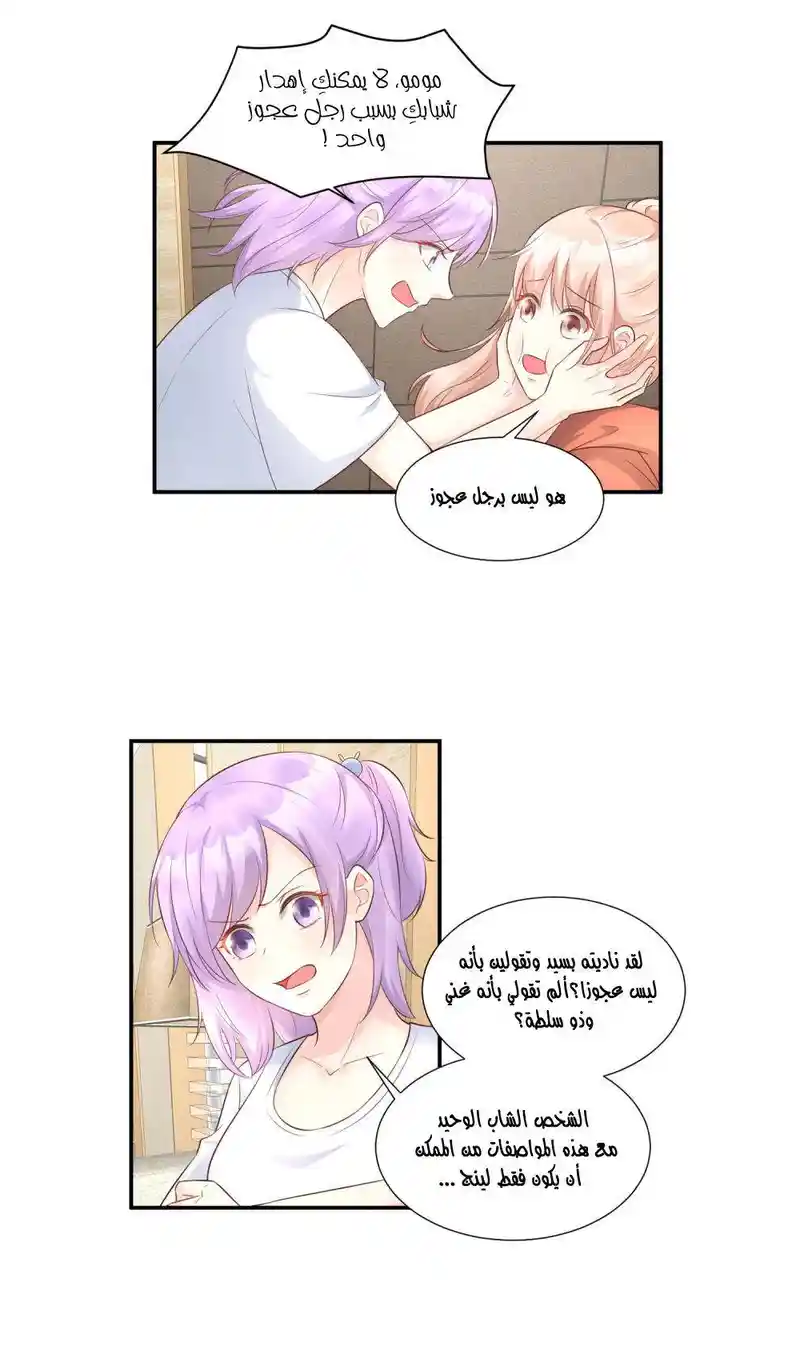 مومو، لا يمكنكِ إهدار
شبابكِ بسبب رجل عجوز
واحد !
هو ليس برجل عجوز
لقد ناديته بسيد وتقولين بأنه
ليس عجوزا؟ألم تقولي بأنه غني
وذو سلطة؟
الشخص الشاب الوحيد
مع هذه المواصفات من الممكن
أن يكون فقط لينج ...